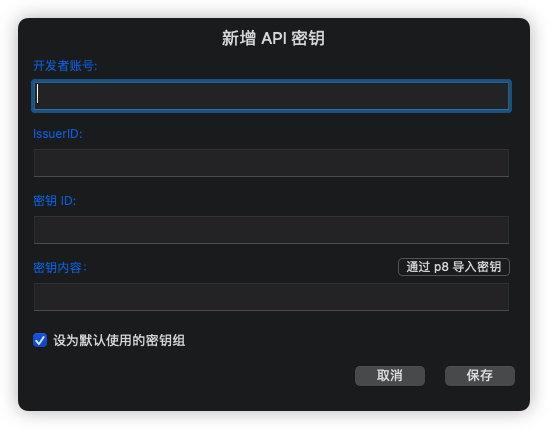 新增 API 密钥
开发者账号:
IssuerID:
密钥 ID:
密钥内容:
通过 p8 导入密钥
设为默认使用的密钥组
取消
保存